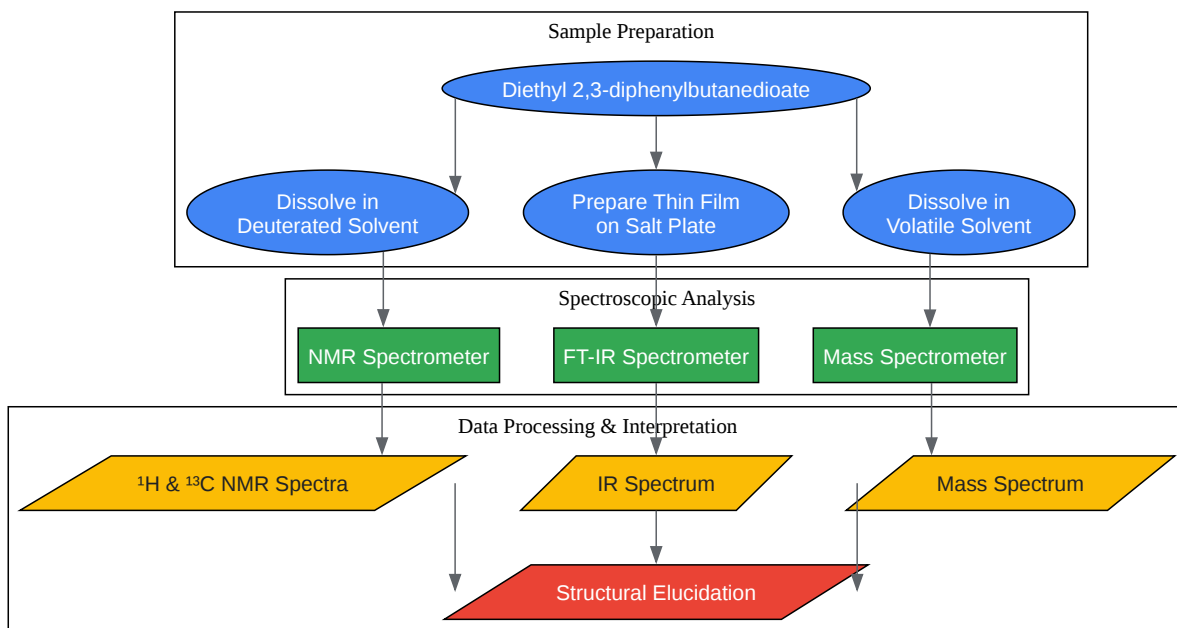 Sample Preparation
Diethyl 2,3-diphenylbutanedioate
Dissolve in
Deuterated Solvent
Prepare Thin Film
on Salt Plate
Dissolve in
Volatile Solvent
Spectroscopic Analysis
NMR Spectrometer
FT-IR Spectrometer
Mass Spectrometer
Data Processing & Interpretation
¹H & ¹³C NMR Spectra
IR Spectrum
Mass Spectrum
Structural Elucidation